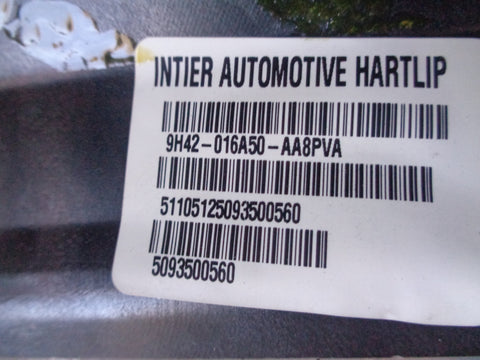 INTIER AUTOMOTIVE HARTLIP
9H42-016A50-AA8PVA
51105125093500560
5093500560